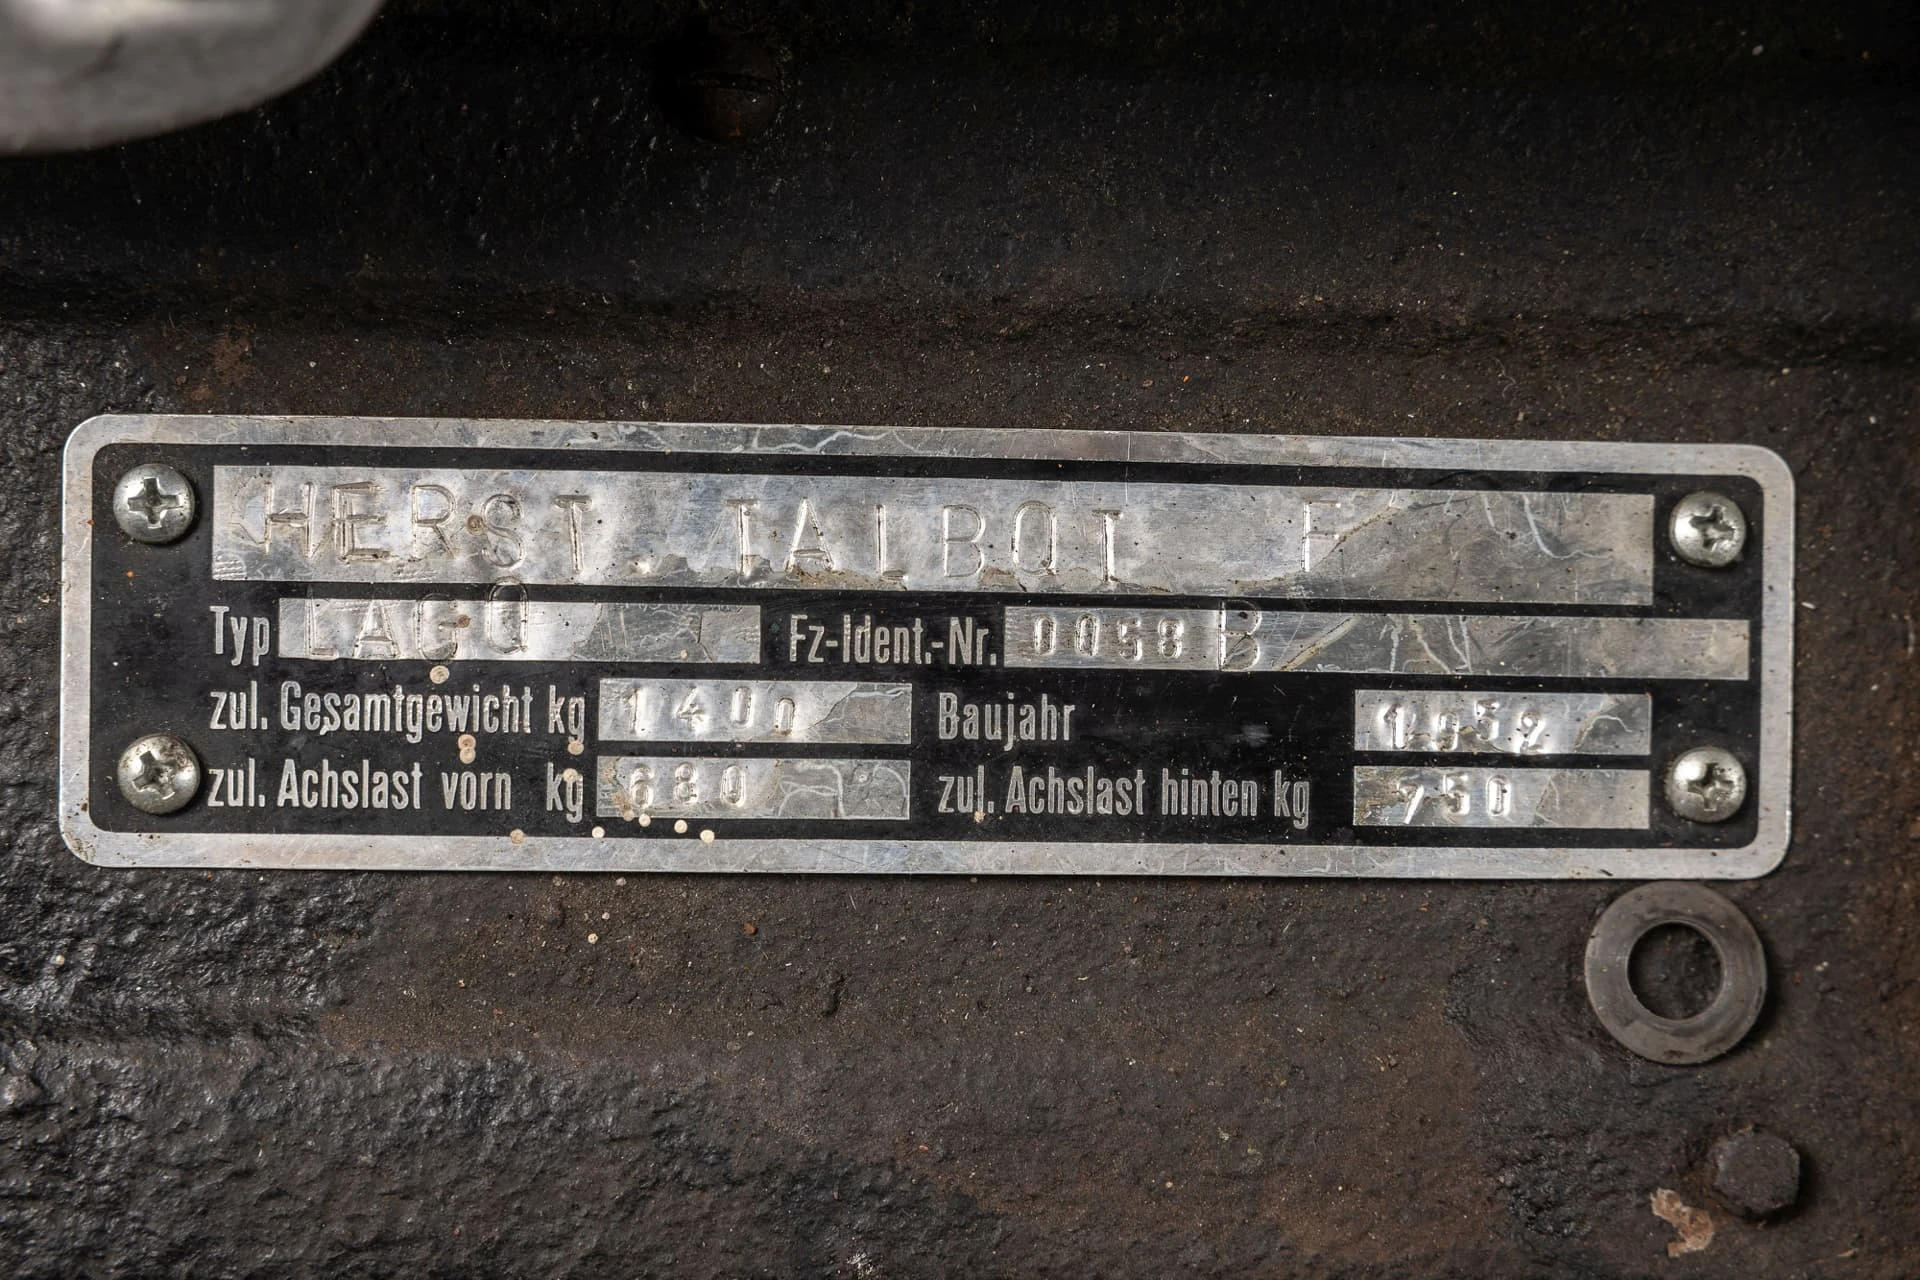 HERST. TALBOT F
Typ LAGO Fz-Ident.-Nr. 0058 B
zul. Gesamtgewicht kg 1400 Baujahr 1952
zul. Achslast vorn kg 680 zul. Achslast hinten kg 750